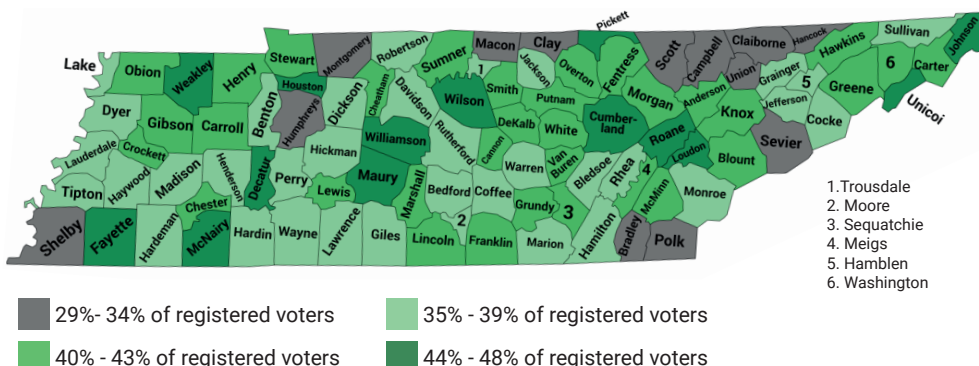 Pickett
Lake
Obion
Weakley
Henry
Stewart
Montgomery
Robertson
Sumner
Macon
Clay
Scott
Campbell
Claiborne
Hancock
Hawkins
Sullivan
Johnson
Houston
Cheatham
Davidson
1
Smith
Jackson
Overton
Fentress
Union
Grainger
5
6
Carter
Unicoi
Dyer
Gibson
Carroll
Benton
Humphreys
Dickson
Wilson
Putnam
Morgan
Anderson
Knox
Jefferson
Greene
Cocke
Lauderdale
Crockett
Williamson
Rutherford
DeKalb
White
Cumber-
land
Roane
Loudon
Sevier
Tipton
Haywood
Madison
Henderson
Decatur
Perry
Hickman
Maury
Cannon
Warren
Van
Buren
Bledsoe
Rhea
4
McMinn
Blount
Monroe
Lewis
Marshall
Bedford
Coffee
Grundy
3
Shelby
Fayette
Hardeman
Chester
McNairy
Hardin
Wayne
Lawrence
Giles
Lincoln
2
Franklin
Marion
Hamilton
Bradley
Polk
1.Trousdale
2. Moore
3. Sequatchie
4. Meigs
5. Hamblen
6. Washington
29%- 34% of registered voters
35% - 39% of registered voters
40% - 43% of registered voters
44% - 48% of registered voters